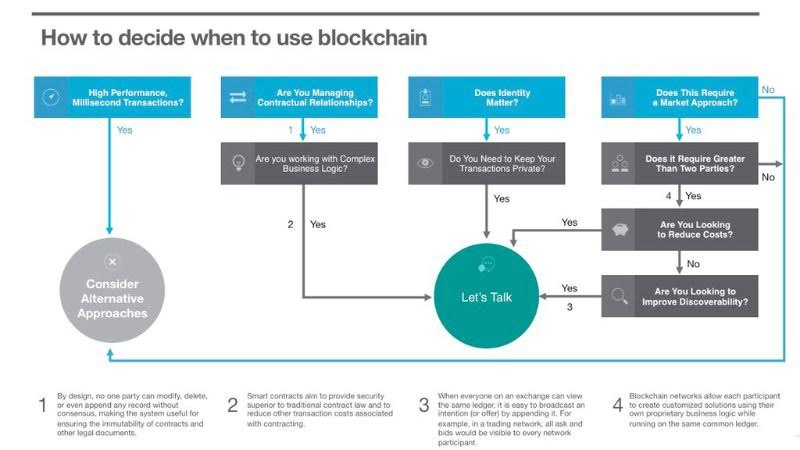 How to decide when to use blockchain
High Performance,
Millisecond Transactions?
Are You Managing
Contractual Relationships?
Does Identity
Matter?
Does This Require
a Market Approach?
No
Yes
1 Yes
Yes
Yes
Are you working with Complex
Business Logic?
Do You Need to Keep Your
Transactions Private?
Does it Require Greater
Than Two Parties?
No
Yes
4 Yes
2 Yes
Yes
Are You Looking
to Reduce Costs?
No
Consider
Alternative
Approaches
Let's Talk
Yes
3
Are You Looking to
Improve Discoverability?
1
By design, no one party can modify, delete,
or even append any record without
consensus, making the system useful for
ensuring the immutability of contracts and
other legal documents.
2
Smart contracts aim to provide security
superior to traditional contract law and to
reduce other transaction costs associated
with contracting.
3
When everyone on an exchange can view
the same ledger, it is easy to broadcast an
intention (or offer) by appending it. For
example, in a trading network, all ask and
bids would be visible to every network
participant.
4
Blockchain networks allow each participant
to create customized solutions using their
own proprietary business logic while
running on the same common ledger.